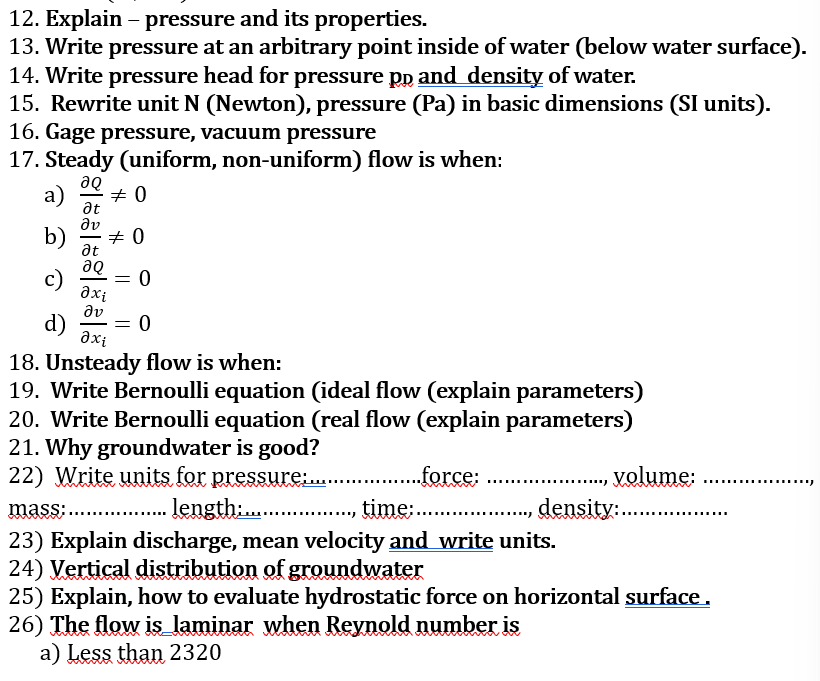 12. Explain – pressure and its properties.
13. Write pressure at an arbitrary point inside of water (below water surface).
14. Write pressure head for pressure pD and density of water.
15. Rewrite unit N (Newton), pressure (Pa) in basic dimensions (SI units).
16. Gage pressure, vacuum pressure
17. Steady (uniform, non-uniform) flow is when:
a) ∂Q/∂t ≠ 0
b) ∂v/∂t ≠ 0
c) ∂Q/∂xᵢ = 0
d) ∂v/∂xᵢ = 0
18. Unsteady flow is when:
19. Write Bernoulli equation (ideal flow (explain parameters)
20. Write Bernoulli equation (real flow (explain parameters)
21. Why groundwater is good?
22) Write units for pressure:....................force: ...................., volume: ..................,
mass:................. length:..................., time:...................., density:..................
23) Explain discharge, mean velocity and write units.
24) Vertical distribution of groundwater
25) Explain, how to evaluate hydrostatic force on horizontal surface .
26) The flow is laminar when Reynold number is
a) Less than 2320